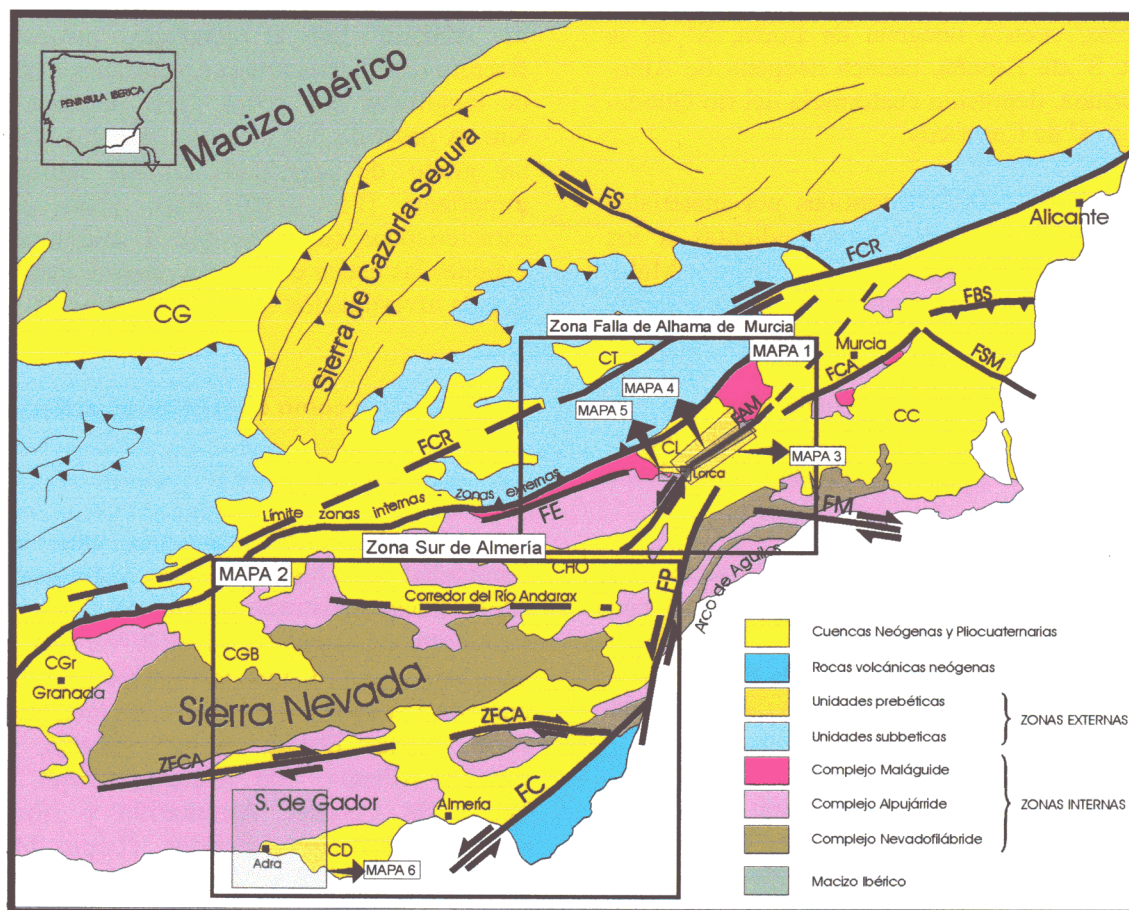 PENINSULA IBERICA
Macizo Ibérico
Sierra de Cazorla-Segura
FS
Alicante
FCR
CG
FBS
Zona Falla de Alhama de Murcia
Murcia
CT
MAPA 1
FCA
FSM
MAPA 4
MAPA 5
FAM
CC
FCR
CL
MAPA 3
Lorca
Límite zonas internas - zonas externas
FE
FM
Zona Sur de Almería
MAPA 2
CHO
FP
Arco de Aguilas
Corredor del Río Andarax
CGr
Granada
CGB
Sierra Nevada
ZFCA
ZFCA
FC
S. de Gador
Almería
CD
Adra
MAPA 6
Cuencas Neógenas y Pliocuaternarias
Rocas volcánicas neógenas
Unidades prebéticas
ZONAS EXTERNAS
Unidades subbeticas
Complejo Maláguide
Complejo Alpujárride
ZONAS INTERNAS
Complejo Nevadofilábride
Macizo Ibérico